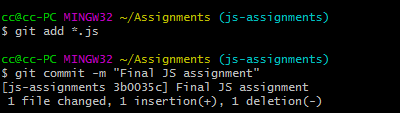 cc@cc-PC MINGW32 ~/Assignments (js-assignments)
$ git add *.js
cc@cc-PC MINGW32 ~/Assignments (js-assignments)
$ git commit -m "Final JS assignment"
[js-assignments 3b0035c] Final JS assignment
1 file changed, 1 insertion(+), 1 deletion(-)